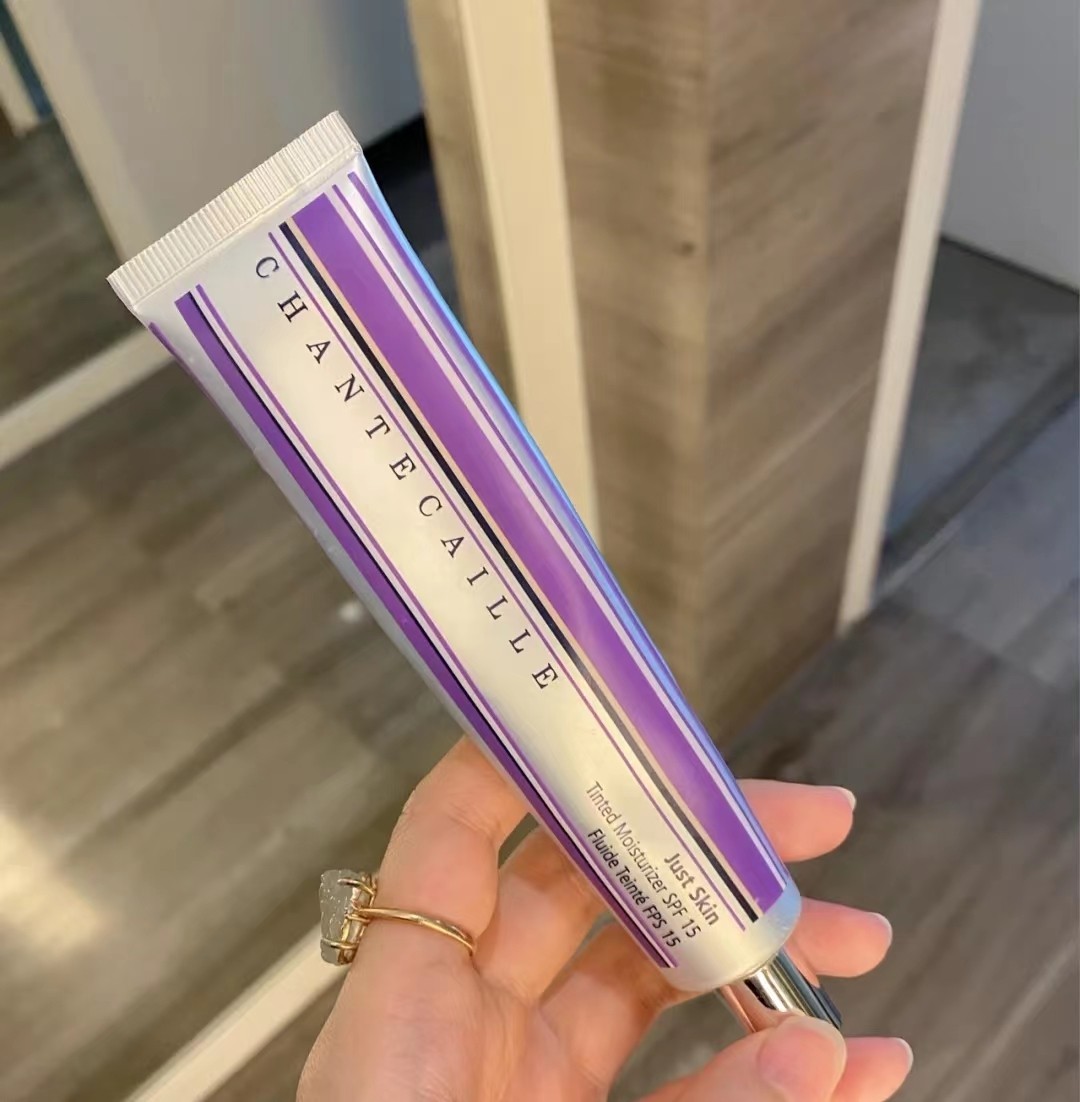 CHANTECAILLE
Just Skin
Tinted Moisturizer SPF 15
Fluide Teinté FPS 15